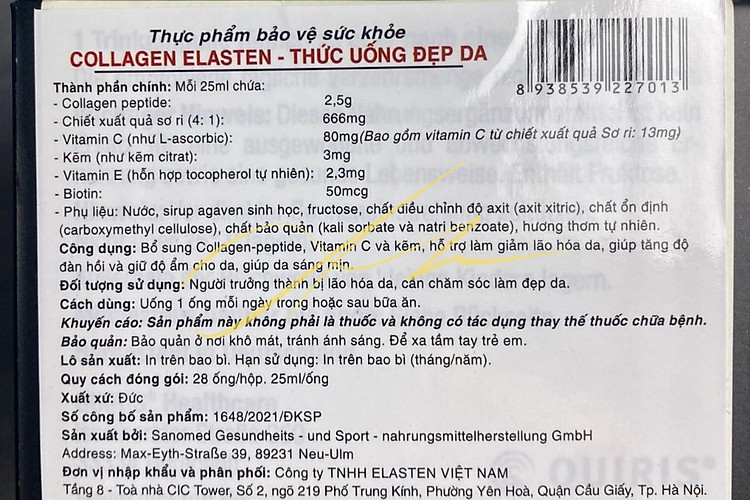 Thực phẩm bảo vệ sức khỏe
COLLAGEN ELASTEN - THỨC UỐNG ĐẸP DA
8 938539 227013
Thành phần chính: Mỗi 25ml chứa:
- Collagen peptide: 2,5g
- Chiết xuất quả sơ ri (4: 1): 666mg
- Vitamin C (như L-ascorbic): 80mg(Bao gồm vitamin C từ chiết xuất quả Sơ ri: 13mg)
- Kẽm (như kẽm citrat): 3mg
- Vitamin E (hỗn hợp tocopherol tự nhiên): 2,3mg
- Biotin: 50mcg
- Phụ liệu: Nước, sirup agaven sinh học, fructose, chất điều chỉnh độ axit (axit xitric), chất ổn định
(carboxymethyl cellulose), chất bảo quản (kali sorbate và natri benzoate), hương thơm tự nhiên.
Công dụng: Bổ sung Collagen-peptide, Vitamin C và kẽm, hỗ trợ làm giảm lão hóa da, giúp tăng độ
đàn hồi và giữ độ ẩm cho da, giúp da sáng mịn.
Đối tượng sử dụng: Người trưởng thành bị lão hóa da, cần chăm sóc làm đẹp da.
Cách dùng: Uống 1 ống mỗi ngày trong hoặc sau bữa ăn.
Khuyến cáo: Sản phẩm này không phải là thuốc và không có tác dụng thay thế thuốc chữa bệnh.
Bảo quản: Bảo quản ở nơi khô mát, tránh ánh sáng. Để xa tầm tay trẻ em.
Lô sản xuất: In trên bao bì. Hạn sử dụng: In trên bao bì (tháng/năm).
Quy cách đóng gói: 28 ống/hộp. 25ml/ống
Xuất xứ: Đức
Số công bố sản phẩm: 1648/2021/ĐKSP
Sản xuất bởi: Sanomed Gesundheits - und Sport - nahrungsmittelherstellung GmbH
Address: Max-Eyth-Straße 39, 89231 Neu-Ulm
Đơn vị nhập khẩu và phân phối: Công ty TNHH ELASTEN VIỆT NAM
Tầng 8 - Toà nhà CIC Tower, Số 2, ngõ 219 Phố Trung Kính, Phường Yên Hoà, Quận Cầu Giấy, Tp. Hà Nội.